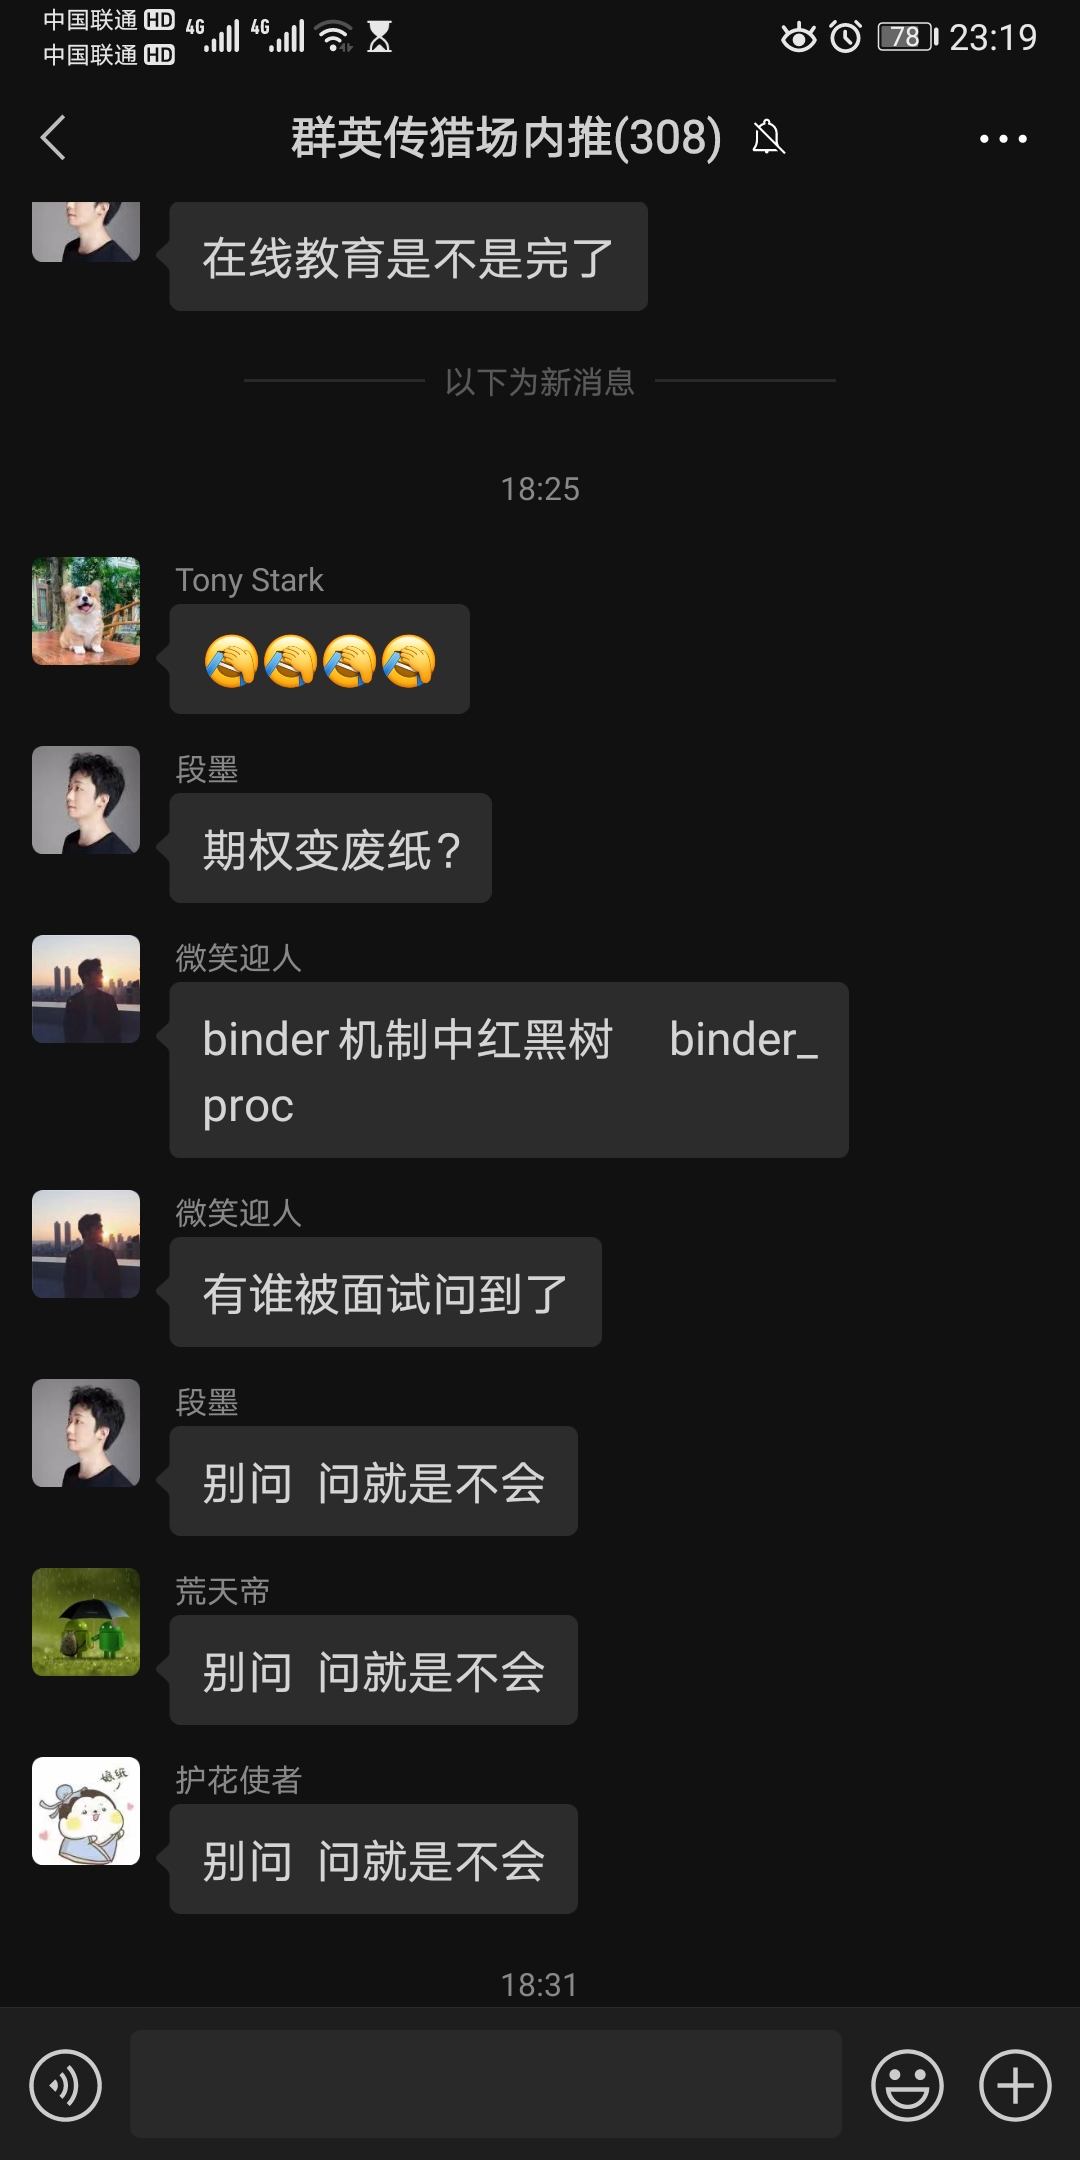 中国联通 HD 4G 4G 78 23:19
中国联通 HD
群英传猎场内推(308)
在线教育是不是完了
以下为新消息
18:25
Tony Stark
🤦🤦🤦🤦
段墨
期权变废纸？
微笑迎人
binder 机制中红黑树 binder_
proc
微笑迎人
有谁被面试问到了
段墨
别问 问就是不会
荒天帝
别问 问就是不会
护花使者
别问 问就是不会
18:31